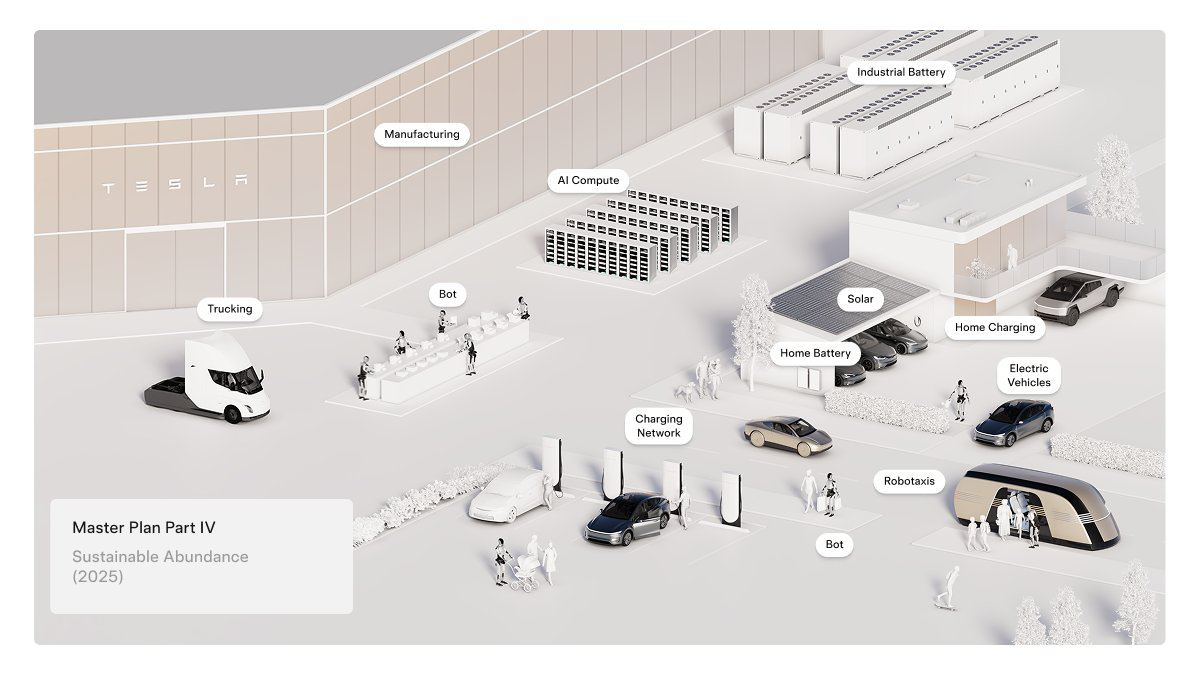 Industrial Battery
Manufacturing
TESLA
AI Compute
Trucking
Bot
Solar
Home Charging
Home Battery
Electric
Vehicles
Charging
Network
Robotaxis
Bot
Master Plan Part IV
Sustainable Abundance
(2025)